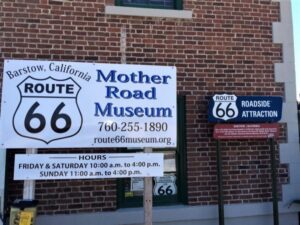 Barstow, California
ROUTE
66
Mother
Road
Museum
760-255-1890
route66museum.org
HOURS
FRIDAY & SATURDAY 10:00 a.m. to 4:00 p.m.
SUNDAY 11:00 a.m. to 4:00 p.m.
ROUTE
66
ROADSIDE
ATTRACTION
66